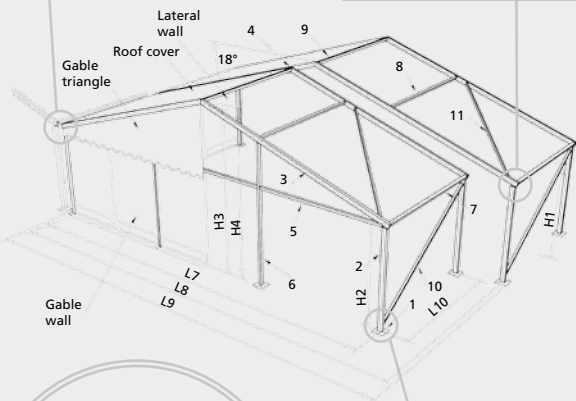 Lateral
wall
Roof cover
Gable
triangle
18°
4
9
8
11
3
5
H3
H4
7
H1
2
6
H2
10
L10
1
L7
L8
L9
Gable
wall